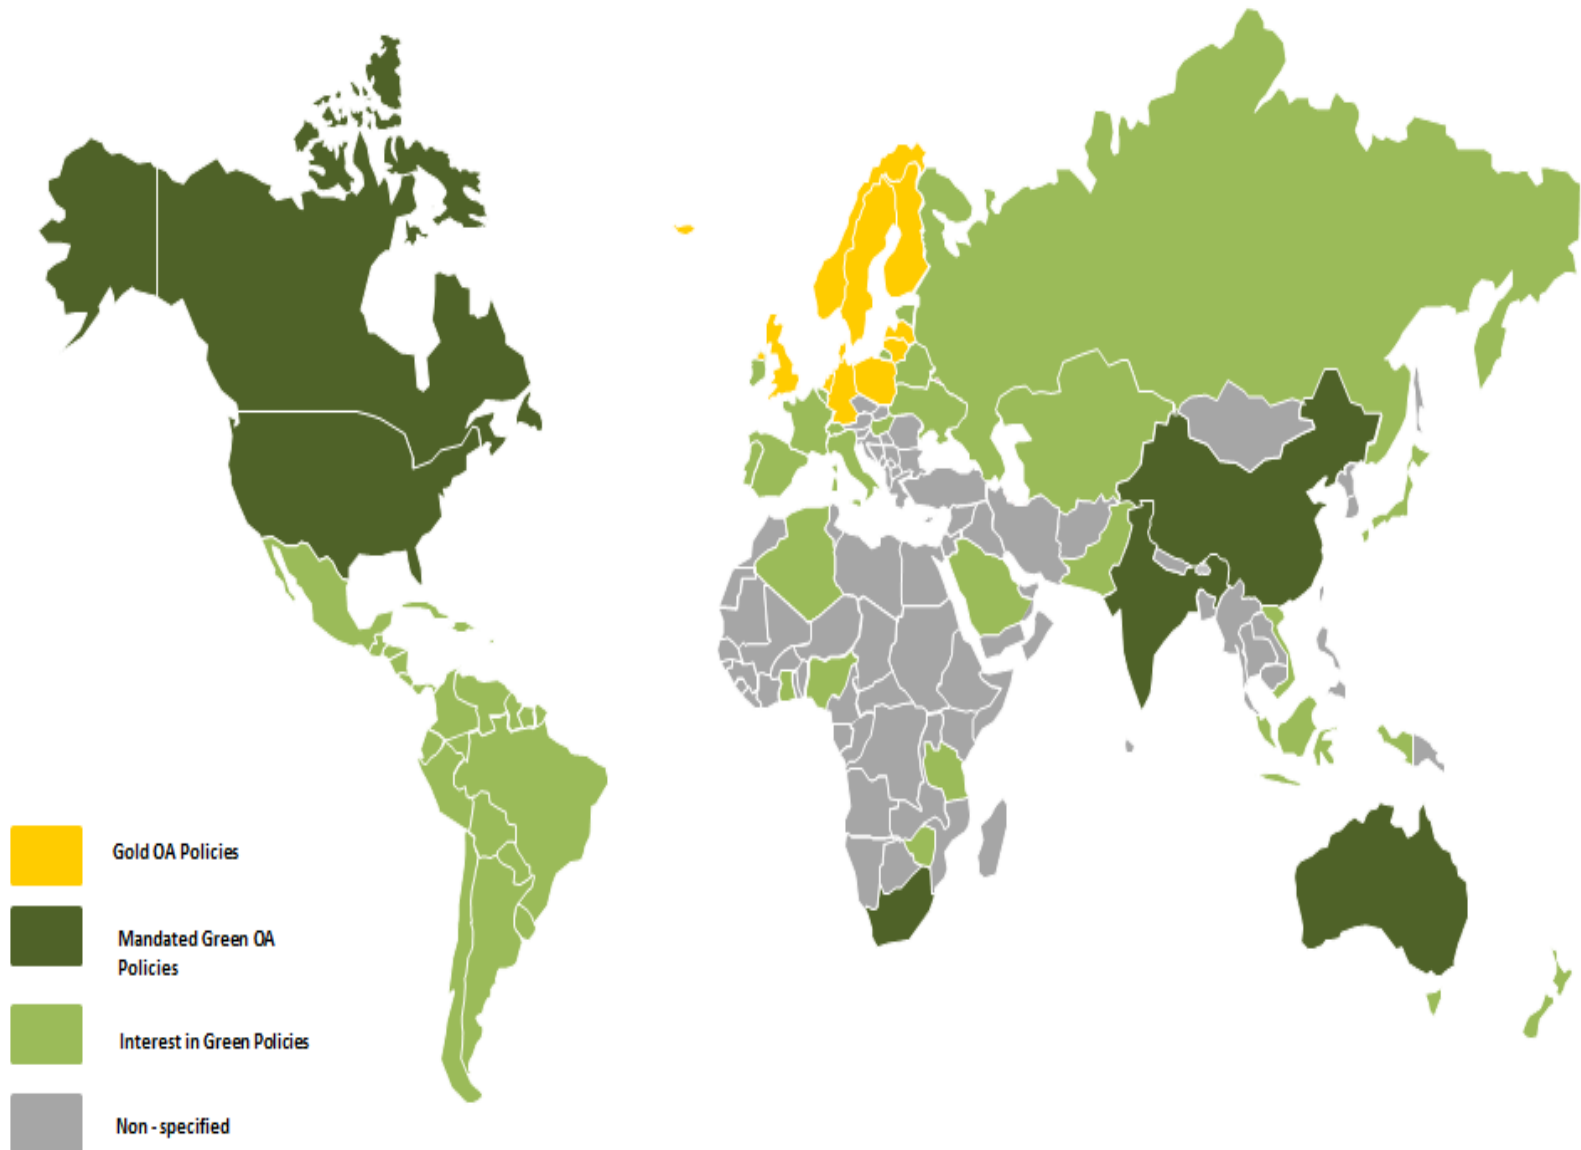 Gold OA Policies
Mandated Green OA
Policies
Interest in Green Policies
Non - specified